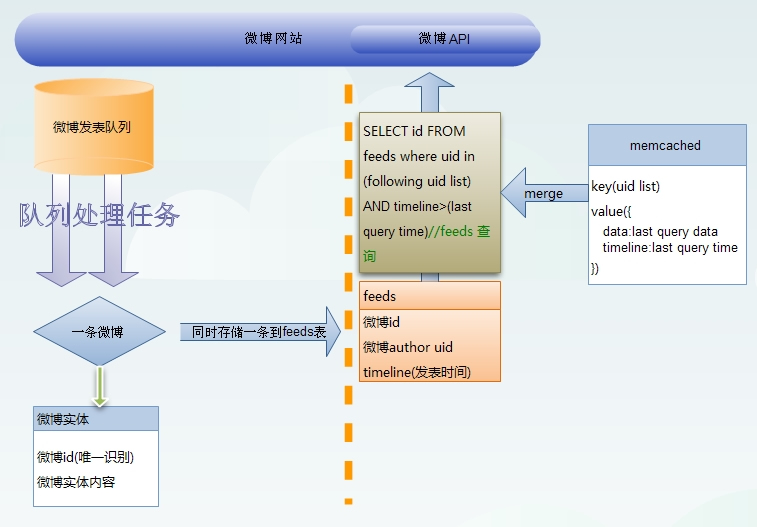 微博网站
微博 API
微博发表队列
队列处理任务
一条微博
同时存储一条到feeds表
微博实体
微博id(唯一识别)
微博实体内容
SELECT id FROM
feeds where uid in
(following uid list)
AND timeline>(last
query time)//feeds 查
询
feeds
微博id
微博author uid
timeline(发表时间)
merge
memcached
key(uid list)
value({
data:last query data
timeline:last query time
})